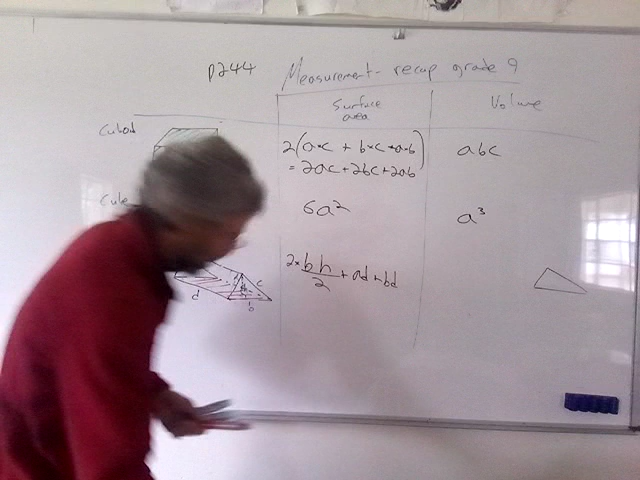 p244 Measurement - recap grade 9
Surface area
Volume
Cuboid
2(a×c + b×c + a×b)
abc
= 2ac + 2bc + 2ab
Cube
6a²
a³
2× bh/2 + ad + bd
c
d
b